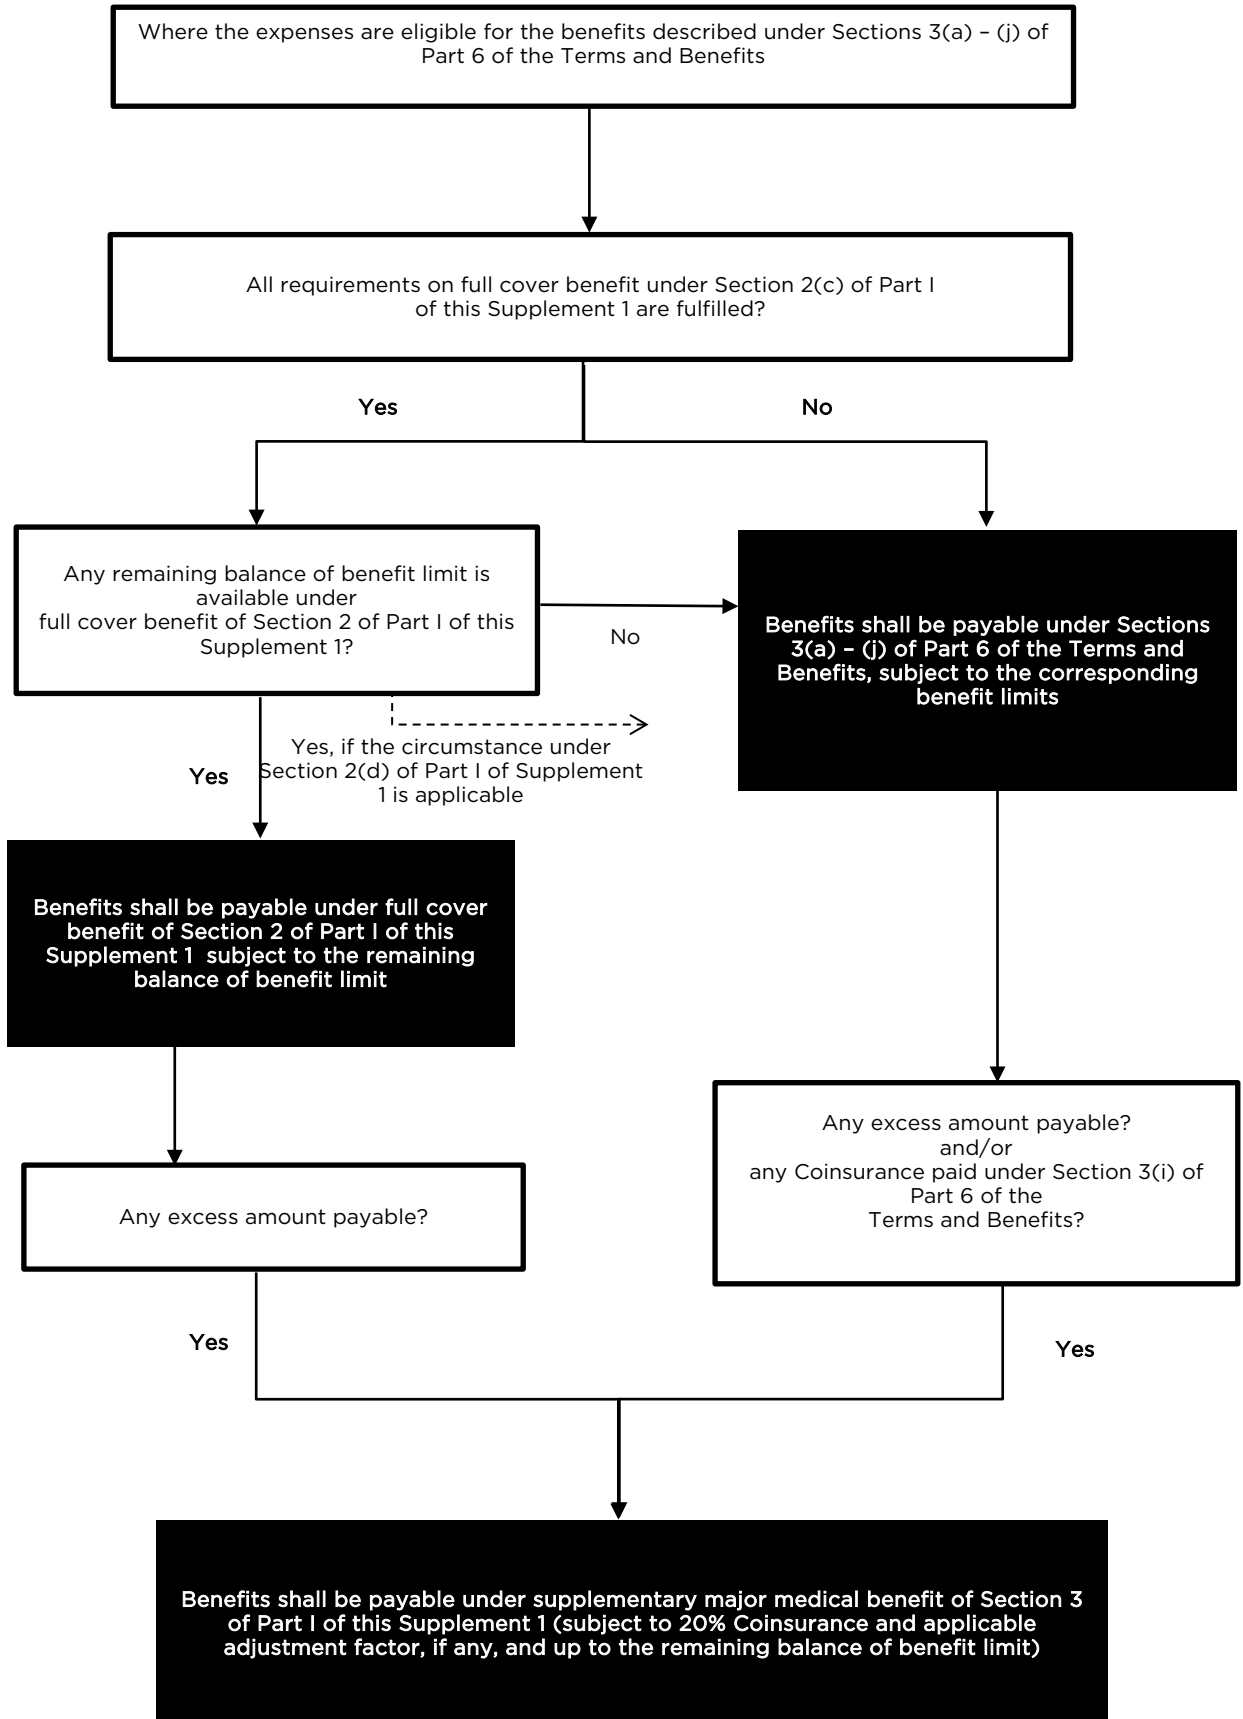 Where the expenses are eligible for the benefits described under Sections 3(a) – (j) of
Part 6 of the Terms and Benefits
All requirements on full cover benefit under Section 2(c) of Part I
of this Supplement 1 are fulfilled?
Yes
No
Any remaining balance of benefit limit is
available under
full cover benefit of Section 2 of Part I of this
Supplement 1?
No
Benefits shall be payable under Sections
3(a) – (j) of Part 6 of the Terms and
Benefits, subject to the corresponding
benefit limits
Yes
Yes, if the circumstance under
Section 2(d) of Part I of Supplement
1 is applicable
Benefits shall be payable under full cover
benefit of Section 2 of Part I of this
Supplement 1  subject to the remaining
balance of benefit limit
Any excess amount payable?
and/or
any Coinsurance paid under Section 3(i) of
Part 6 of the
Terms and Benefits?
Any excess amount payable?
Yes
Yes
Benefits shall be payable under supplementary major medical benefit of Section 3
of Part I of this Supplement 1 (subject to 20% Coinsurance and applicable
adjustment factor, if any, and up to the remaining balance of benefit limit)